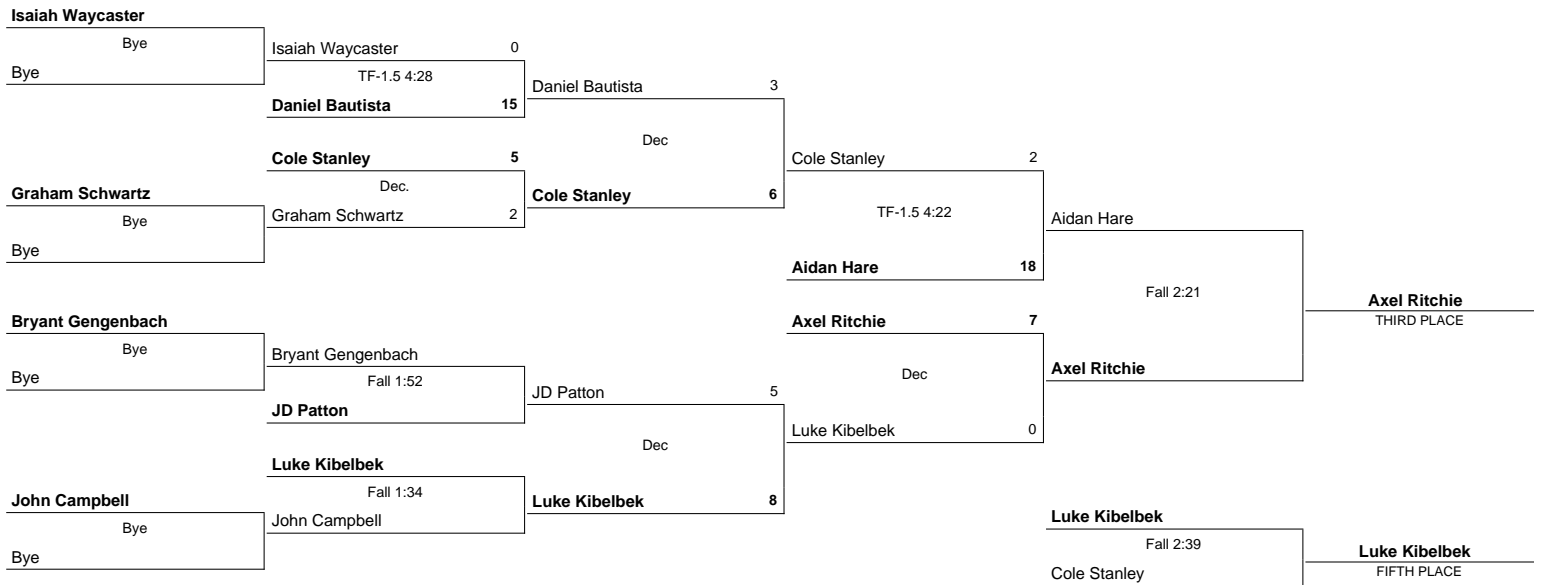 Isaiah Waycaster
Bye
Bye
Graham Schwartz
Bye
Bye
Bryant Gengenbach
Bye
Bye
John Campbell
Bye
Bye
Isaiah Waycaster 0
TF-1.5 4:28
Daniel Bautista 15
Cole Stanley 5
Dec.
Graham Schwartz 2
Bryant Gengenbach
Fall 1:52
JD Patton
Luke Kibelbek
Fall 1:34
John Campbell
Daniel Bautista 3
Dec
Cole Stanley 6
JD Patton 5
Dec
Luke Kibelbek 8
Cole Stanley 2
TF-1.5 4:22
Aidan Hare 18
Axel Ritchie 7
Dec
Luke Kibelbek 0
Aidan Hare
Fall 2:21
Axel Ritchie
Axel Ritchie
THIRD PLACE
Luke Kibelbek
Fall 2:39
Cole Stanley
Luke Kibelbek
FIFTH PLACE